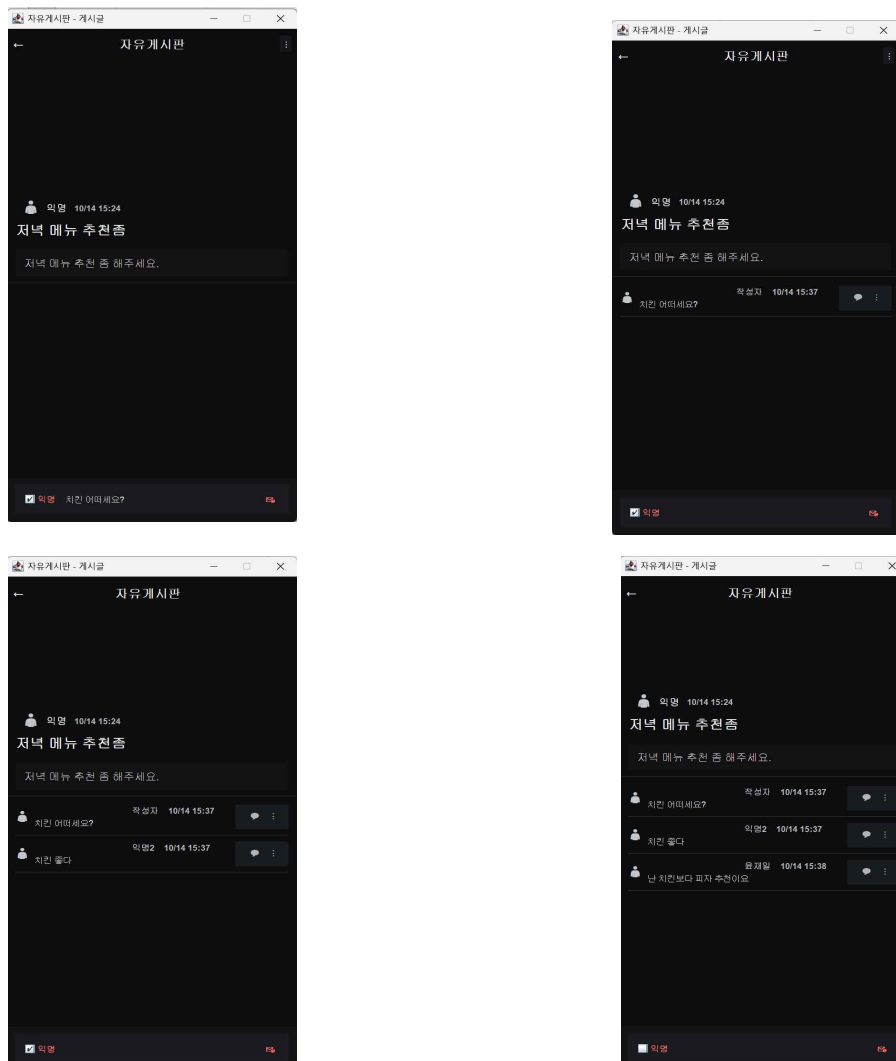 자유게시판 - 게시글
← 자유게시판
익명 10/14 15:24
저녁 메뉴 추천좀
저녁 메뉴 추천 좀 해주세요.
익명 치킨 어떠세요?
자유게시판 - 게시글
← 자유게시판
익명 10/14 15:24
저녁 메뉴 추천좀
저녁 메뉴 추천 좀 해주세요.
작성자 10/14 15:37
치킨 어떠세요?
익명
자유게시판 - 게시글
← 자유게시판
익명 10/14 15:24
저녁 메뉴 추천좀
저녁 메뉴 추천 좀 해주세요.
작성자 10/14 15:37
치킨 어떠세요?
익명2 10/14 15:37
치킨 좋다
익명
자유게시판 - 게시글
← 자유게시판
익명 10/14 15:24
저녁 메뉴 추천좀
저녁 메뉴 추천 좀 해주세요.
작성자 10/14 15:37
치킨 어떠세요?
익명2 10/14 15:37
치킨 좋다
윤재일 10/14 15:38
난 치킨보다 피자 추천이요
익명